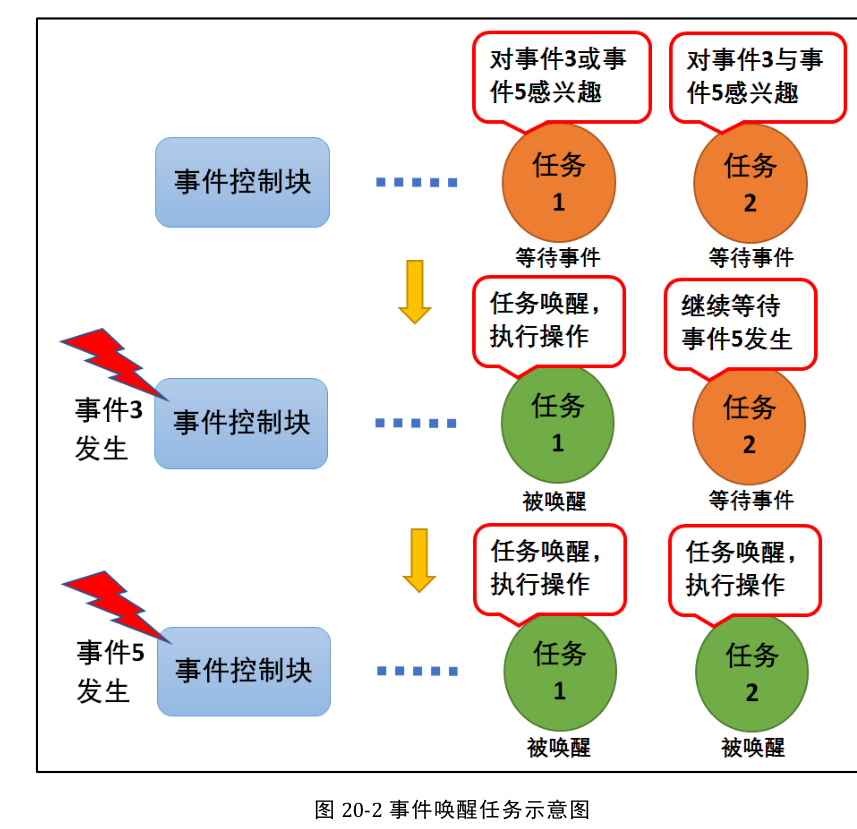 对事件3或事
件5感兴趣
对事件3与事
件5感兴趣
事件控制块
任务
1
任务
2
等待事件
等待事件
任务唤醒，
执行操作
继续等待
事件5发生
事件3
发生
事件控制块
任务
1
任务
2
被唤醒
等待事件
任务唤醒，
执行操作
任务唤醒，
执行操作
事件5
发生
事件控制块
任务
1
任务
2
被唤醒
被唤醒
图 20-2 事件唤醒任务示意图